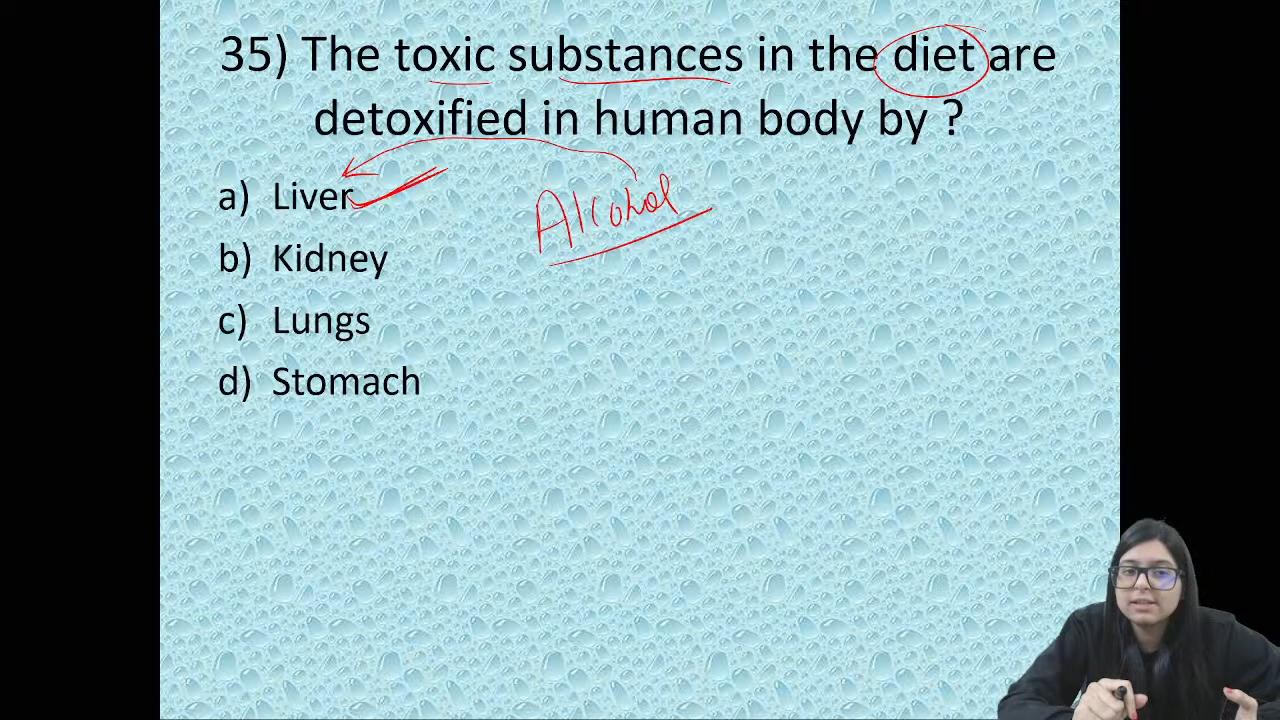 35) The toxic substances in the diet are
detoxified in human body by ?
a) Liver
Alcohol
b) Kidney
c) Lungs
d) Stomach